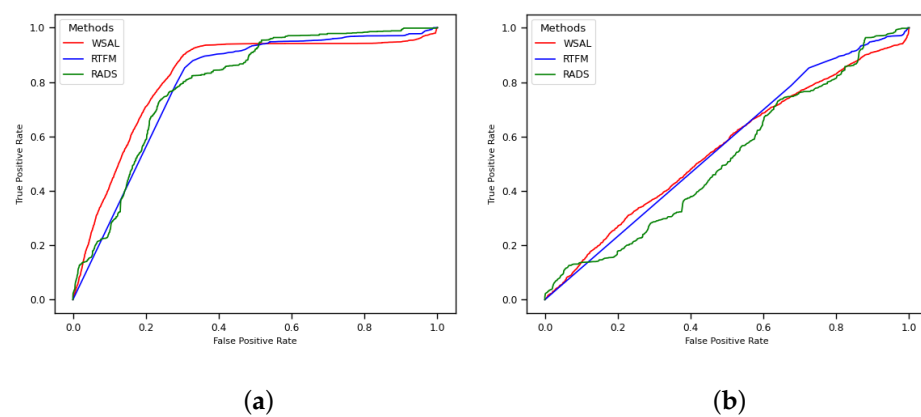 Methods
WSAL
RTFM
RADS
True Positive Rate
1.0
0.8
0.6
0.4
0.2
0.0
0.0 0.2 0.4 0.6 0.8 1.0
False Positive Rate
(a)
Methods
WSAL
RTFM
RADS
True Positive Rate
1.0
0.8
0.6
0.4
0.2
0.0
0.0 0.2 0.4 0.6 0.8 1.0
False Positive Rate
(b)